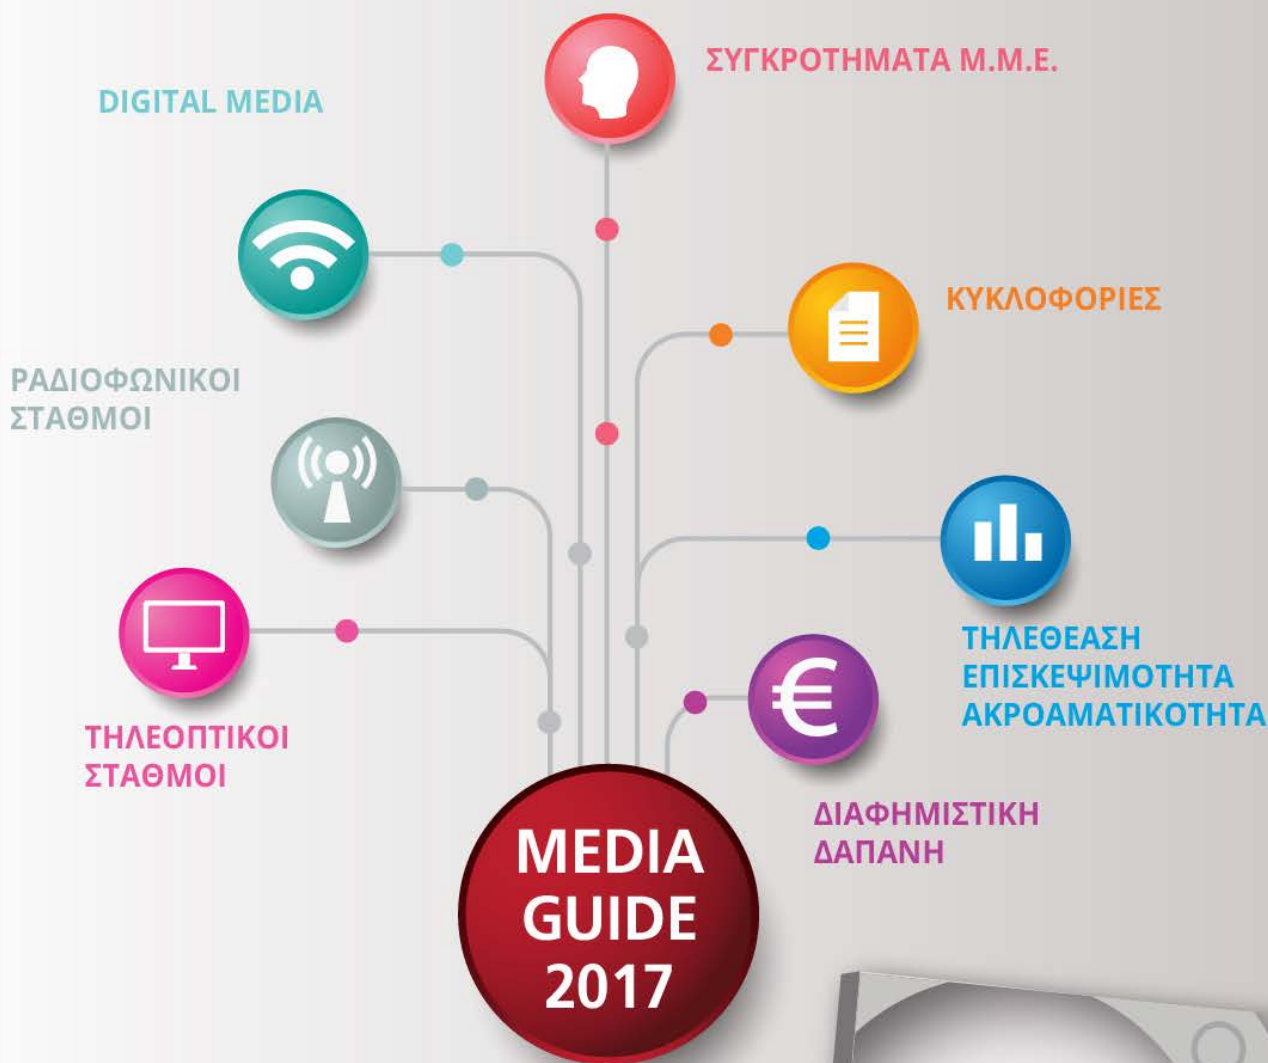 ΣΥΓΚΡΟΤΗΜΑΤΑ Μ.Μ.Ε.
DIGITAL MEDIA
ΚΥΚΛΟΦΟΡΙΕΣ
ΡΑΔΙΟΦΩΝΙΚΟΙ
ΣΤΑΘΜΟΙ
ΤΗΛΕΘΕΑΣΗ
ΕΠΙΣΚΕΨΙΜΟΤΗΤΑ
ΑΚΡΟΑΜΑΤΙΚΟΤΗΤΑ
ΤΗΛΕΟΠΤΙΚΟΙ
ΣΤΑΘΜΟΙ
€
ΔΙΑΦΗΜΙΣΤΙΚΗ
ΔΑΠΑΝΗ
MEDIA
GUIDE
2017